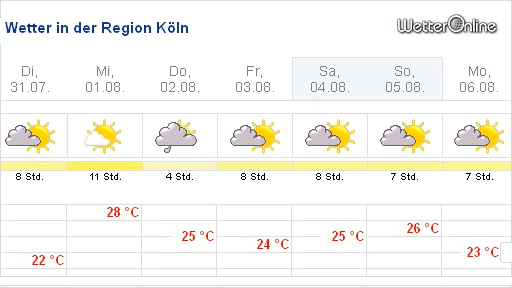 Wetter in der Region Köln
WetterOnline
Di, Mi, Do, Fr, Sa, So, Mo
31.07. 01.08. 02.08. 03.08. 04.08. 05.08. 06.08.
8 Std. 11 Std. 4 Std. 8 Std. 8 Std. 7 Std. 7 Std.
28 °C
26 °C
25 °C 25 °C
24 °C
23 °C
22 °C